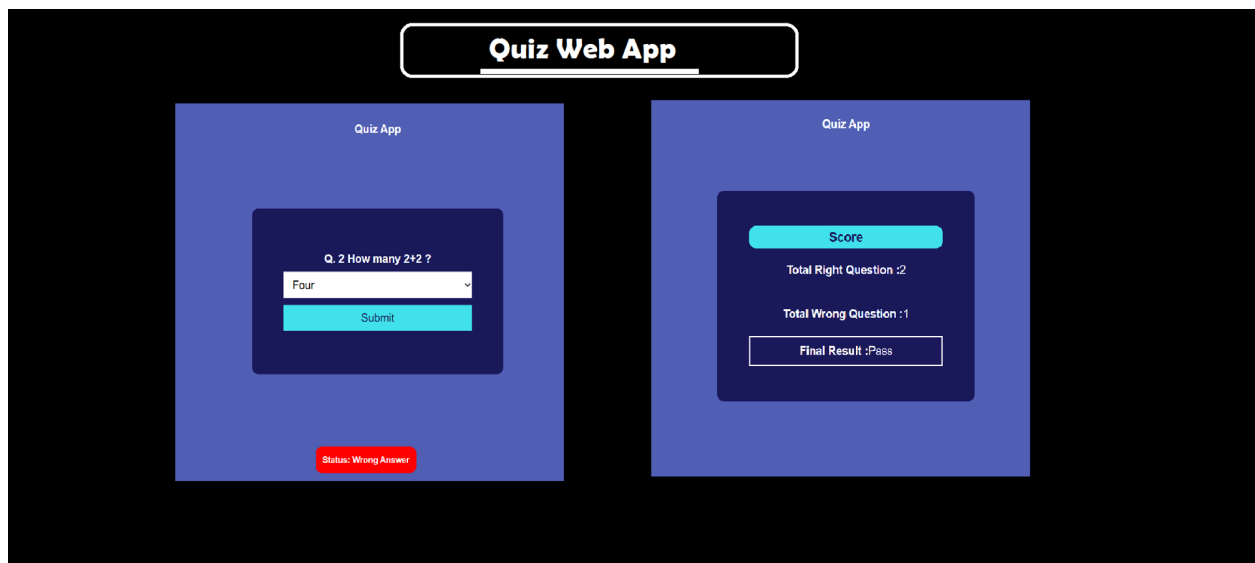 Quiz Web App
Quiz App
Q. 2 How many 2+2 ?
Four
Submit
Status: Wrong Answer
Quiz App
Score
Total Right Question :2
Total Wrong Question :1
Final Result :Pass